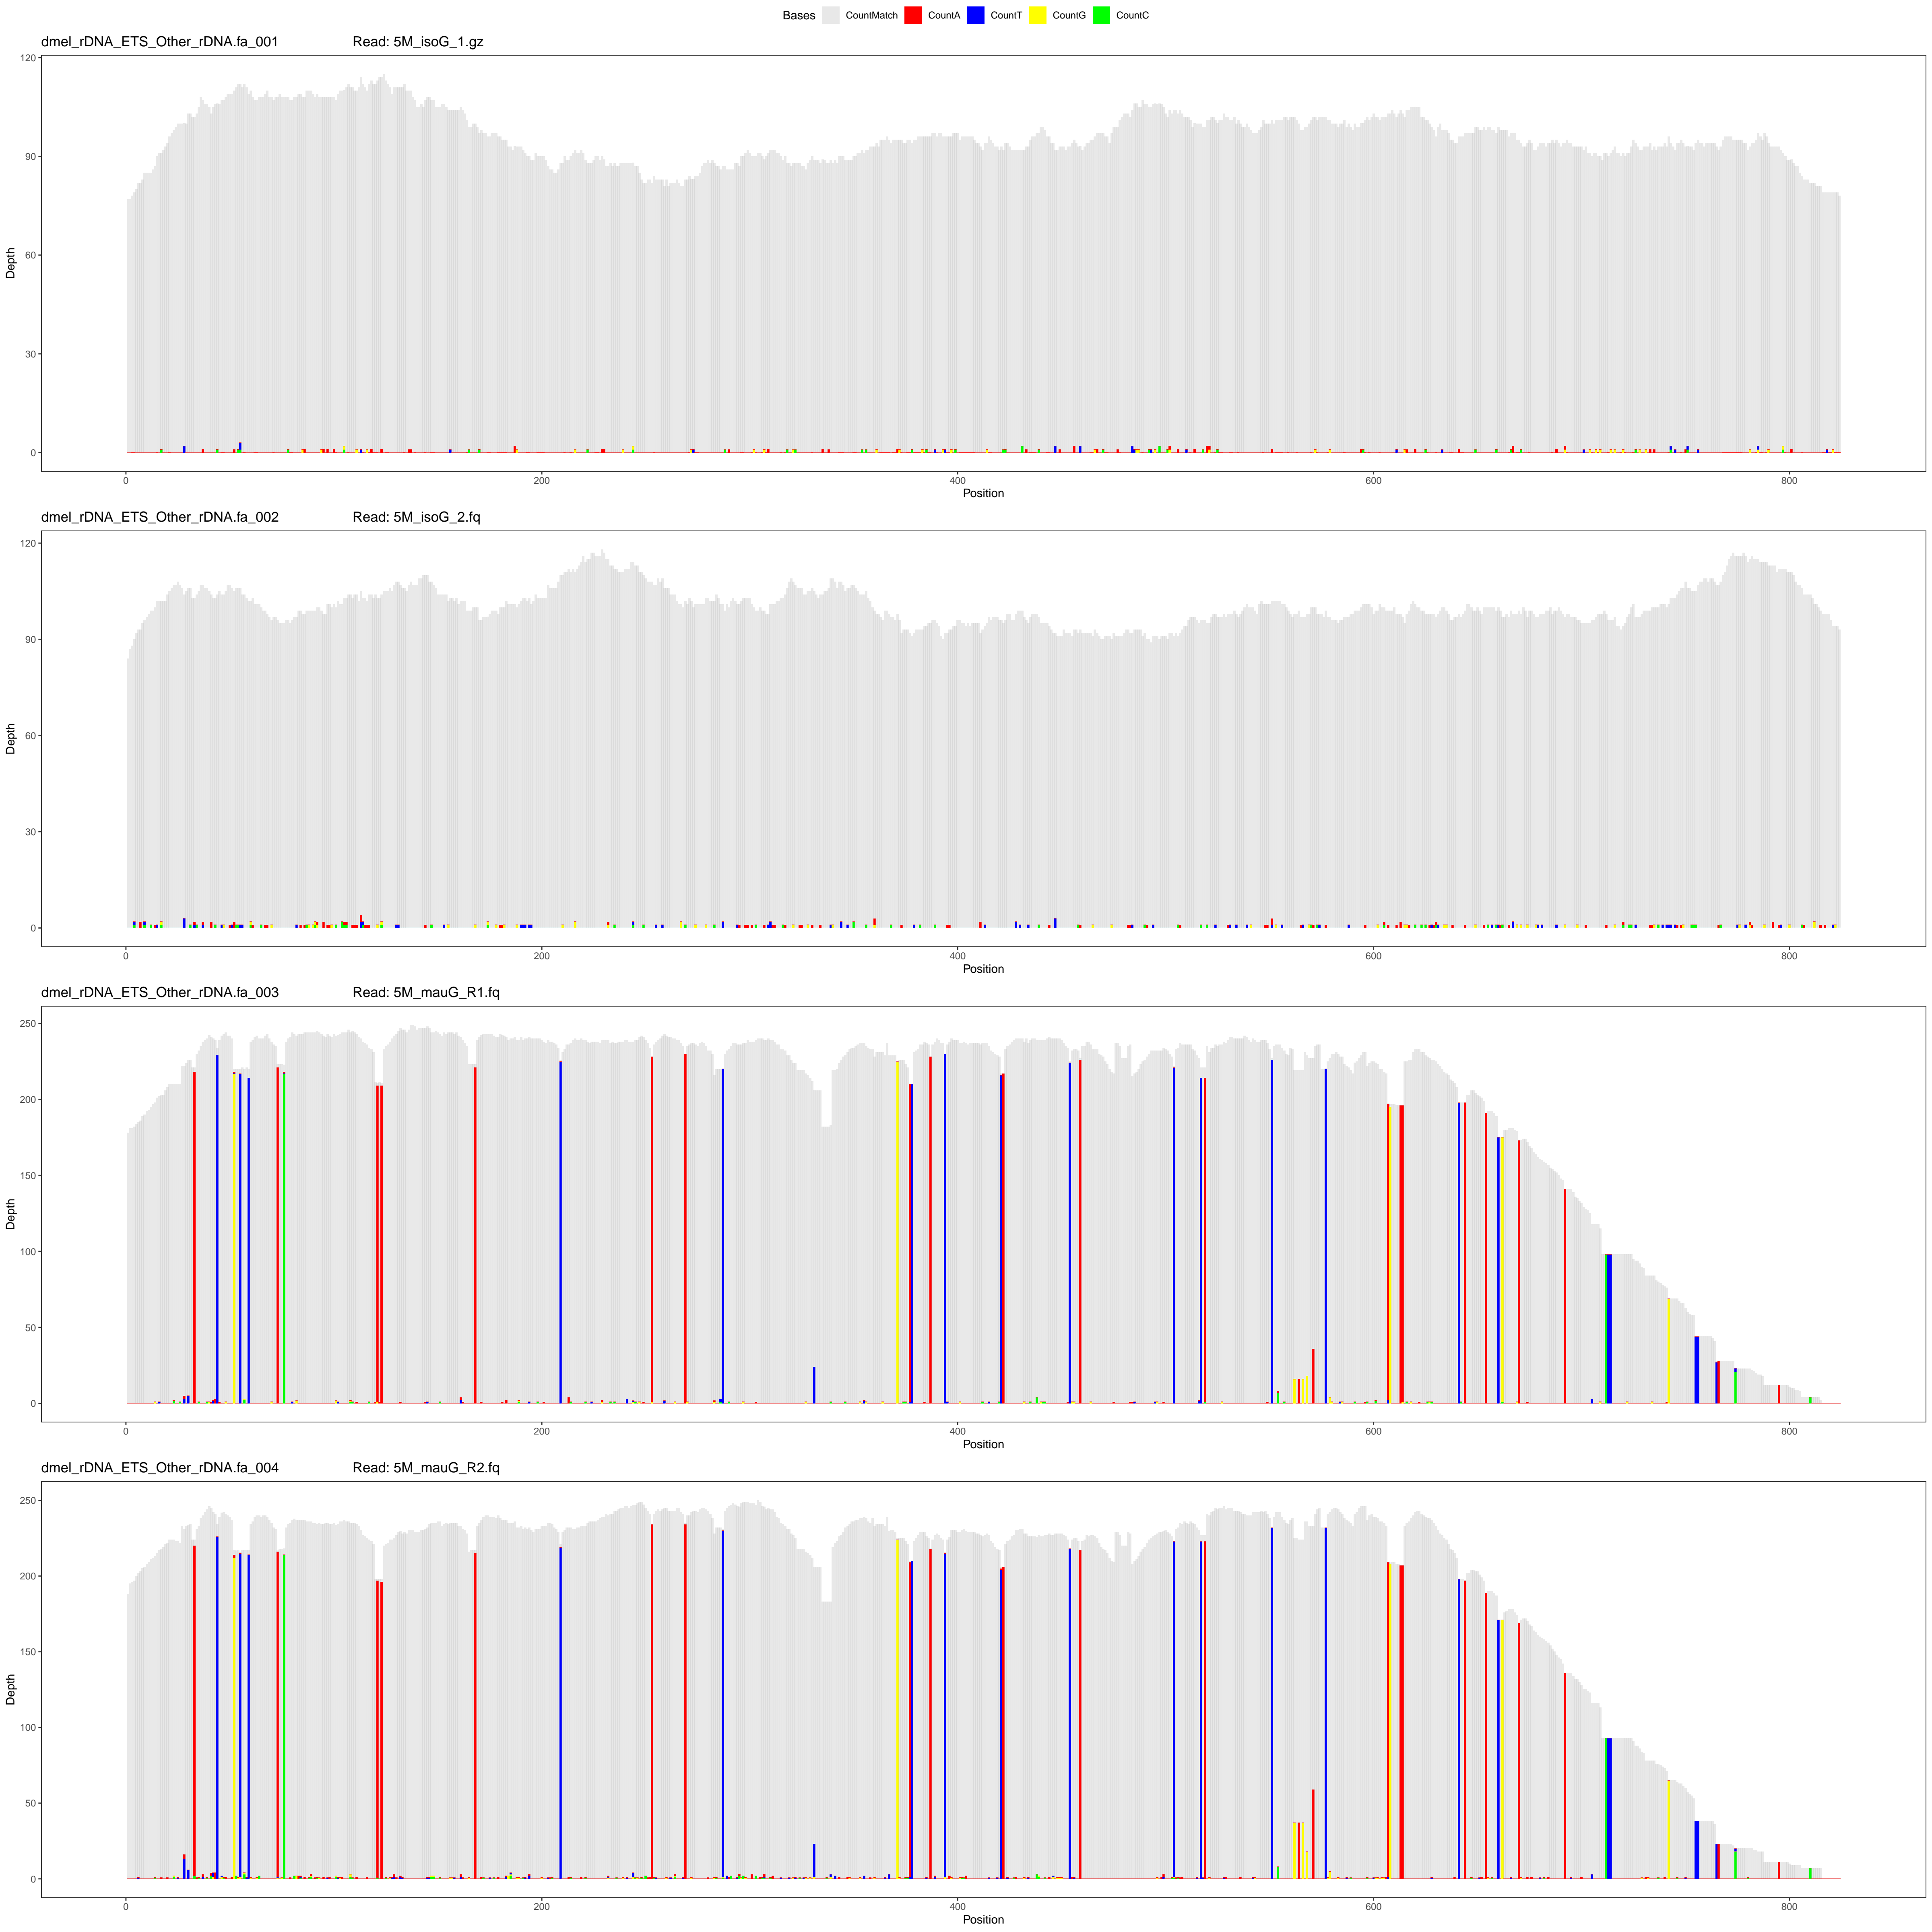 Bases CountMatch CountA CountT CountG CountC
dmel_rDNA_ETS_Other_rDNA.fa_001 Read: 5M_isoG_1.gz
120
90
60
30
0
Depth
0 200 400 600 800
Position
dmel_rDNA_ETS_Other_rDNA.fa_002 Read: 5M_isoG_2.fq
120
90
60
30
0
Depth
0 200 400 600 800
Position
dmel_rDNA_ETS_Other_rDNA.fa_003 Read: 5M_mauG_R1.fq
250
200
150
100
50
0
Depth
0 200 400 600 800
Position
dmel_rDNA_ETS_Other_rDNA.fa_004 Read: 5M_mauG_R2.fq
250
200
150
100
50
0
Depth
0 200 400 600 800
Position